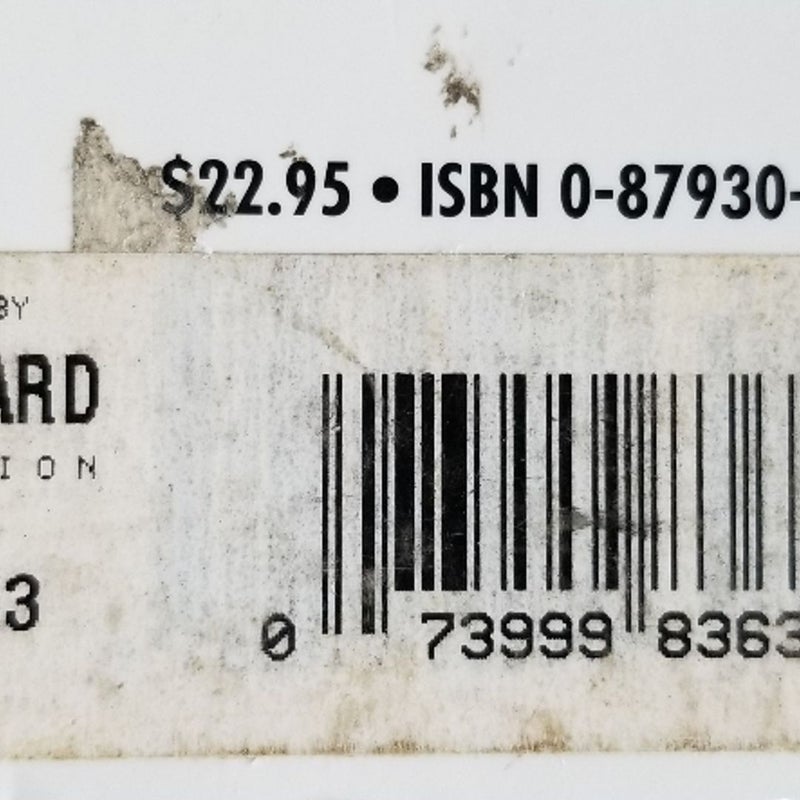 $22.95 • ISBN 0-87930-
BY
ARD
ION
3
0 73999 8363